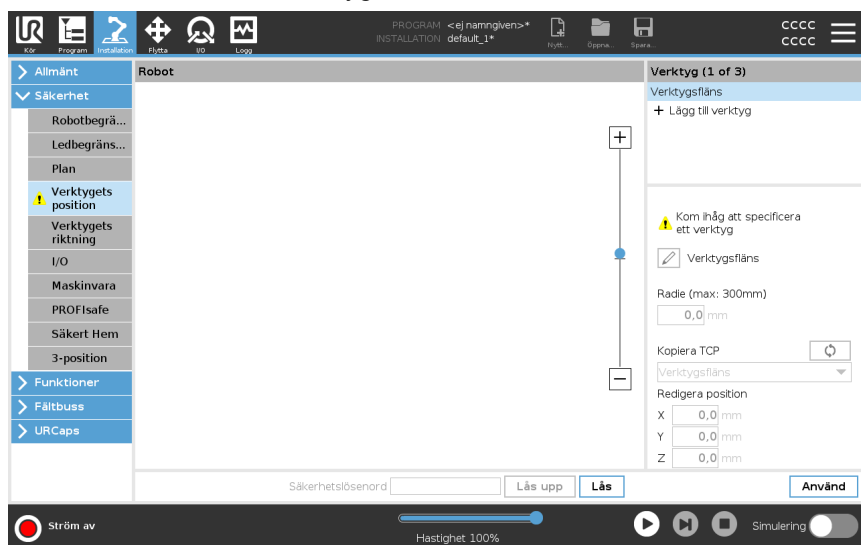 UR
Kör
Program
Installation
Flytta
I/O
Logg
PROGRAM <ej namngiven>*
INSTALLATION default_1*
Nytt...
Öppna...
Spara...
cccc
cccc
Allmänt
Säkerhet
Robotbegrä...
Ledbegräns...
Plan
Verktygets
position
Verktygets
riktning
I/O
Maskinvara
PROFIsafe
Säkert Hem
3-position
Funktioner
Fältbuss
URCaps
Robot
Verktyg (1 of 3)
Verktygsfläns
+ Lägg till verktyg
Kom ihåg att specificera
ett verktyg
Verktygsfläns
Radie (max: 300mm)
0,0 mm
Kopiera TCP
Verktygsfläns
Redigera position
X 0,0 mm
Y 0,0 mm
Z 0,0 mm
Säkerhetslösenord
Lås upp
Lås
Använd
Ström av
Hastighet 100%
Simulering